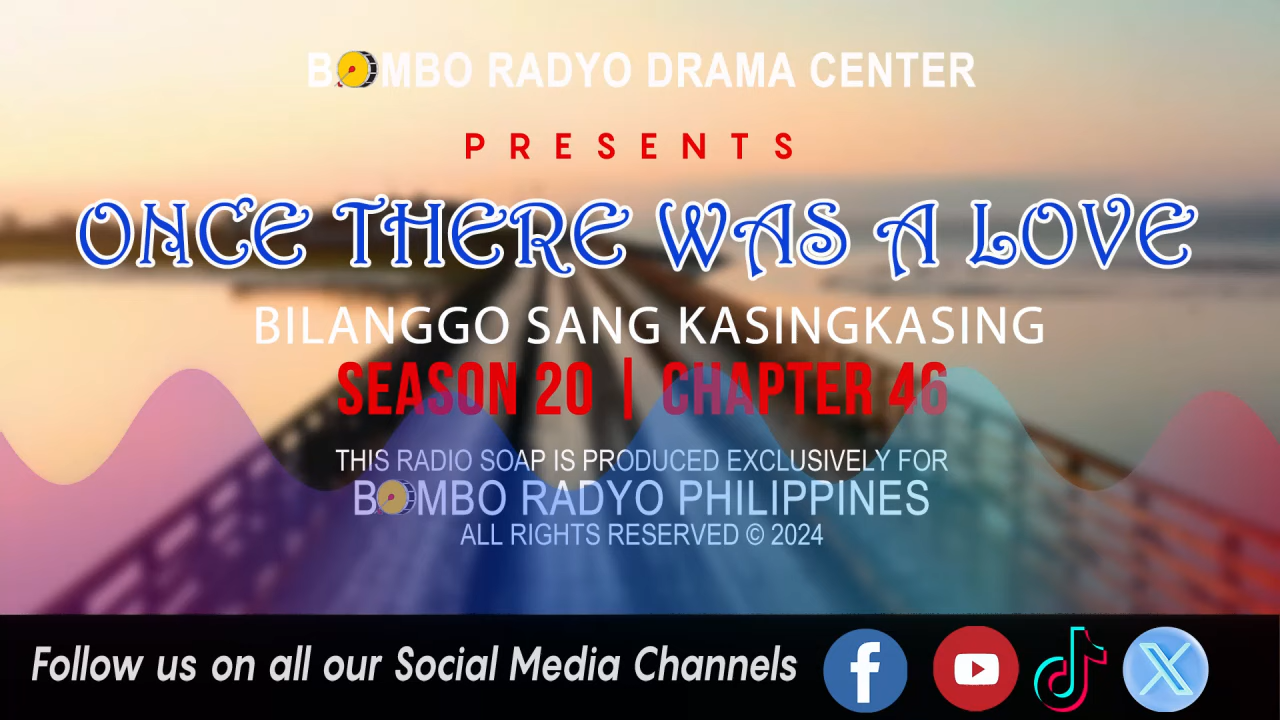 BOMBO RADYO DRAMA CENTER
PRESENTS
ONCE THERE WAS A LOVE
BILANGGO SANG KASINGKASING
SEASON 20 | CHAPTER 46
THIS RADIO SOAP IS PRODUCED EXCLUSIVELY FOR
BOMBO RADYO PHILIPPINES
ALL RIGHTS RESERVED © 2024
Follow us on all our Social Media Channels